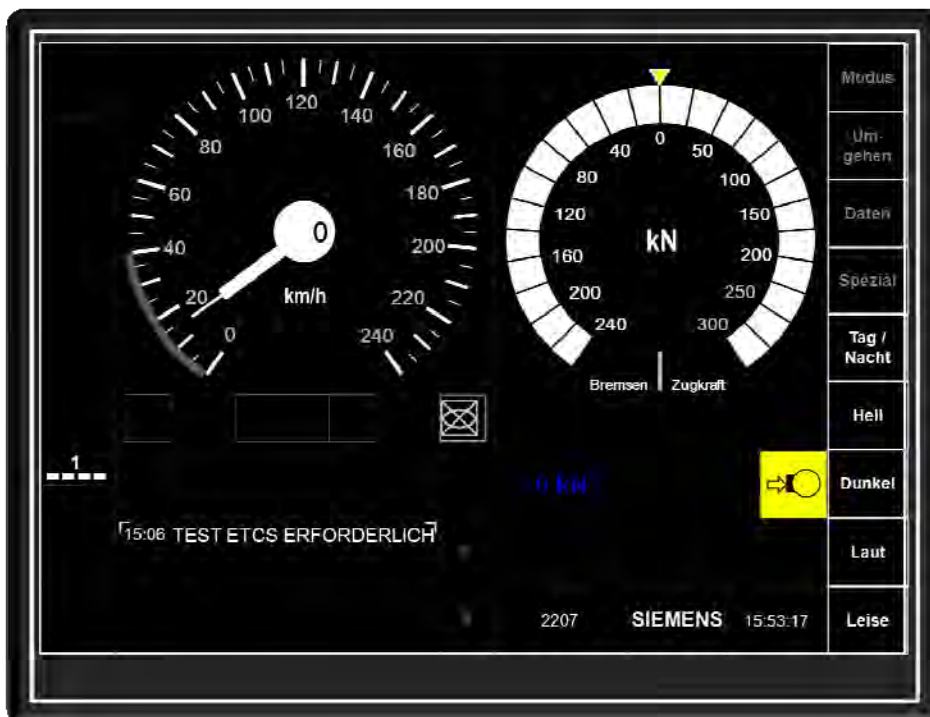 120
100
140
80
160
60
180
40
0
200
20
km/h
220
0
240
0
40
50
80
100
120
150
kN
160
200
200
250
240
300
Bremsen
Zugkraft
1
0 kN
15:06 TEST ETCS ERFORDERLICH
2207
SIEMENS
15:53:17
Modus
Um-
gehen
Daten
Spezial
Tag /
Nacht
Hell
Dunkel
Laut
Leise